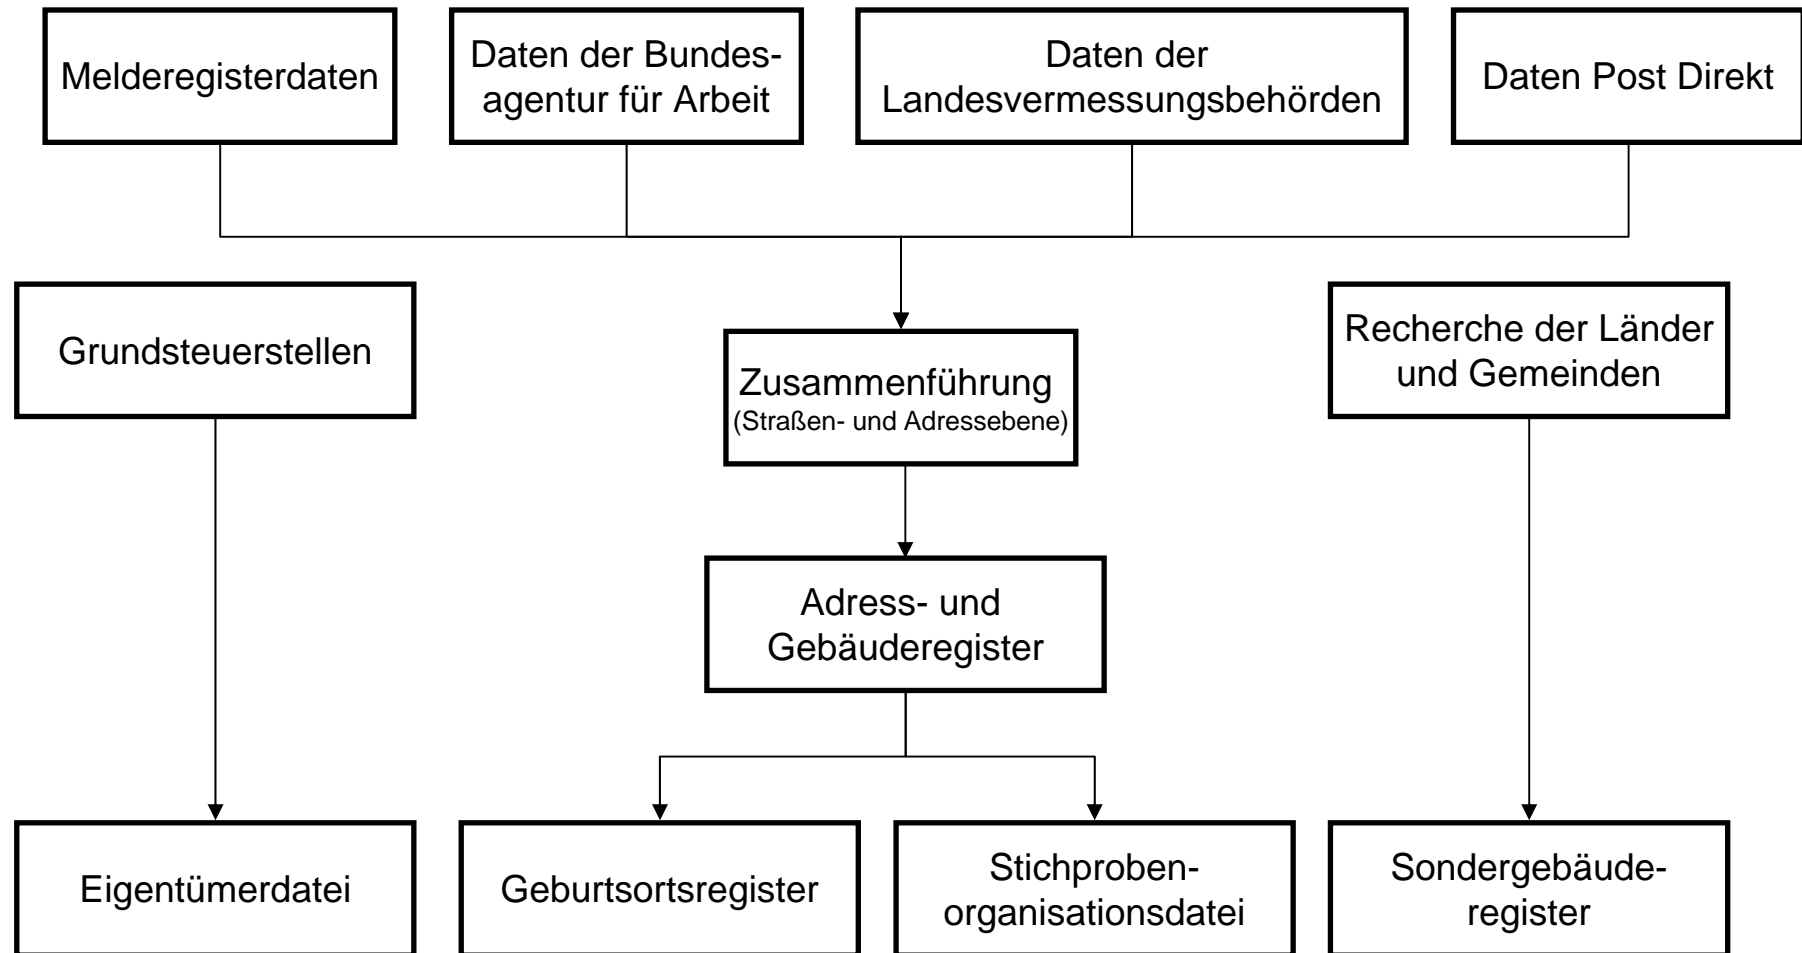 Melderegisterdaten
Daten der Bundes-
agentur für Arbeit
Daten der
Landesvermessungsbehörden
Daten Post Direkt
Grundsteuerstellen
Zusammenführung
(Straßen- und Adressebene)
Recherche der Länder
und Gemeinden
Adress- und
Gebäuderegister
Eigentümerdatei
Geburtsortsregister
Stichproben-
organisationsdatei
Sondergebäude-
register